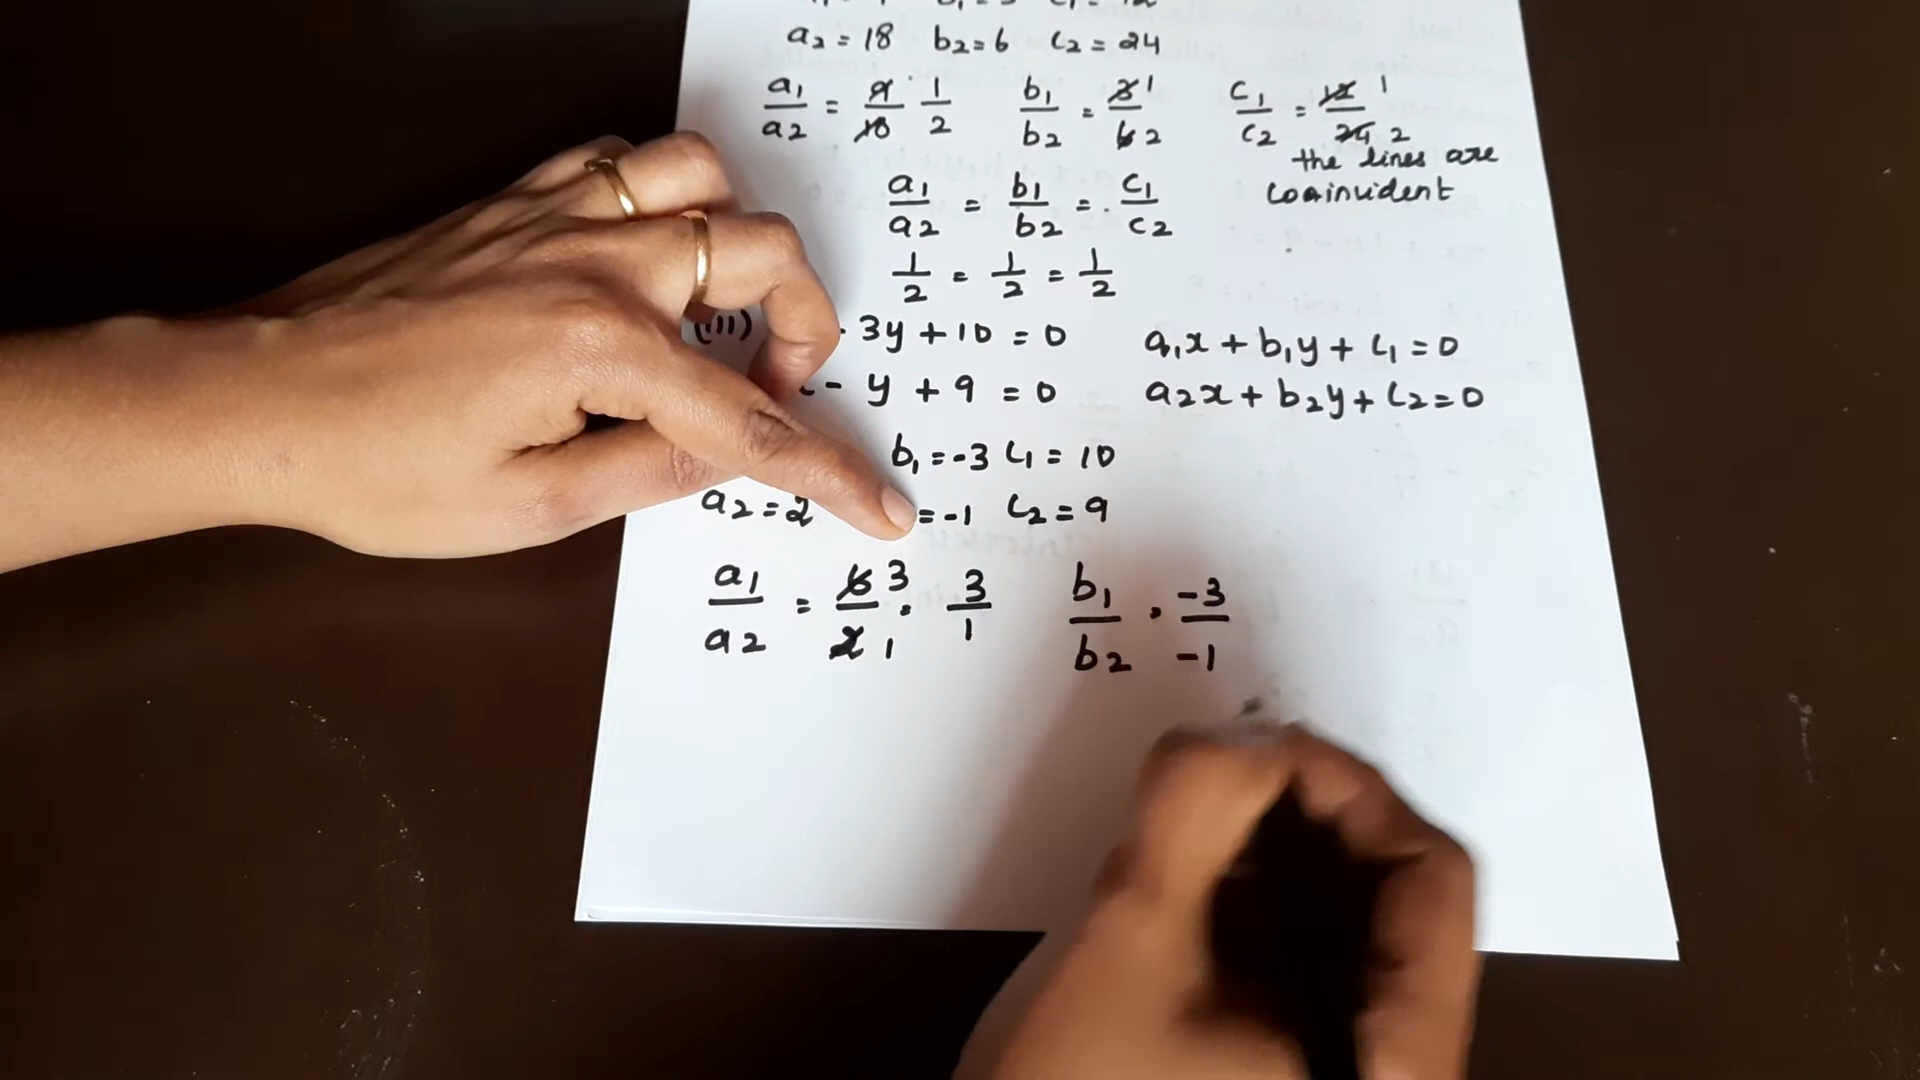 a2 = 18 b2 = 6 c2 = 24
a1/a2 = 9/18 1/2 b1/b2 = 3/6 1/2 c1/c2 = 12/24 1/2
the lines are
coainvident
a1/a2 = b1/b2 = c1/c2
1/2 = 1/2 = 1/2
(III) - 3y + 10 = 0 a1x + b1y + c1 = 0
- y + 9 = 0 a2x + b2y + c2 = 0
b1 = -3 c1 = 10
a2 = 2 = -1 c2 = 9
a1/a2 = 6/2 3/1 = 3/1 b1/b2 = -3/-1